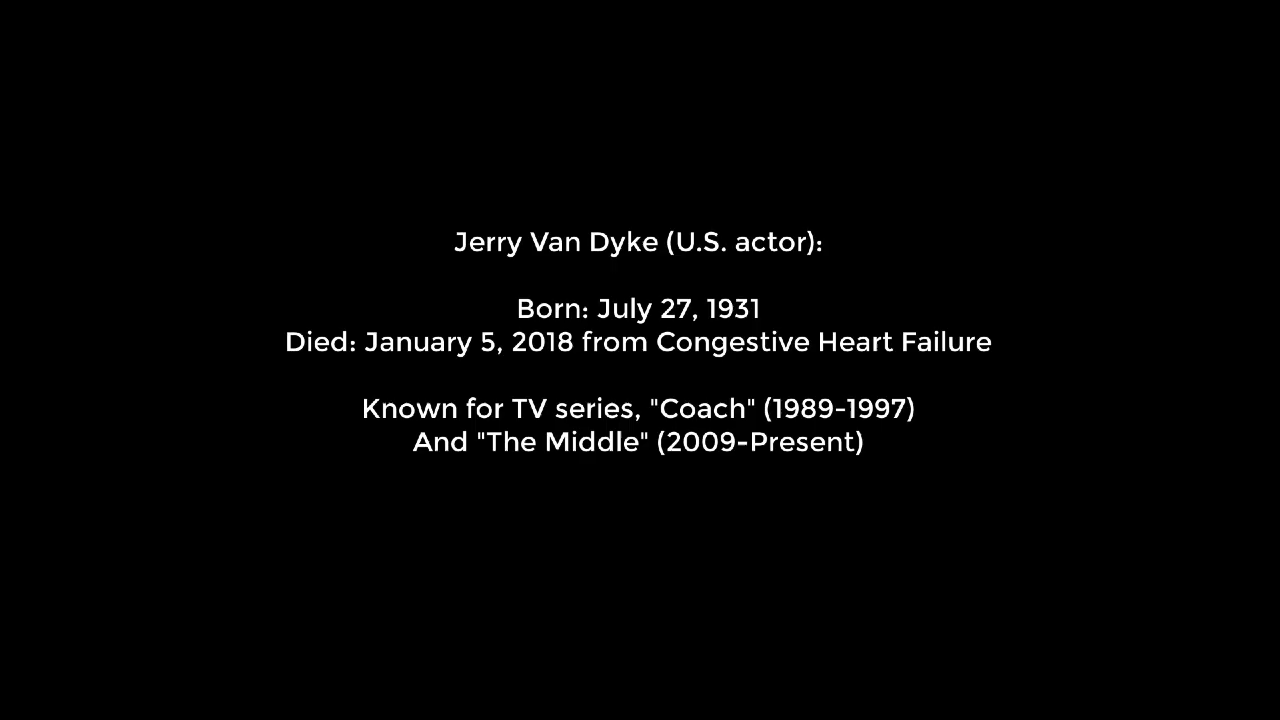 Jerry Van Dyke (U.S. actor):
Born: July 27, 1931
Died: January 5, 2018 from Congestive Heart Failure
Known for TV series, "Coach" (1989-1997)
And "The Middle" (2009-Present)